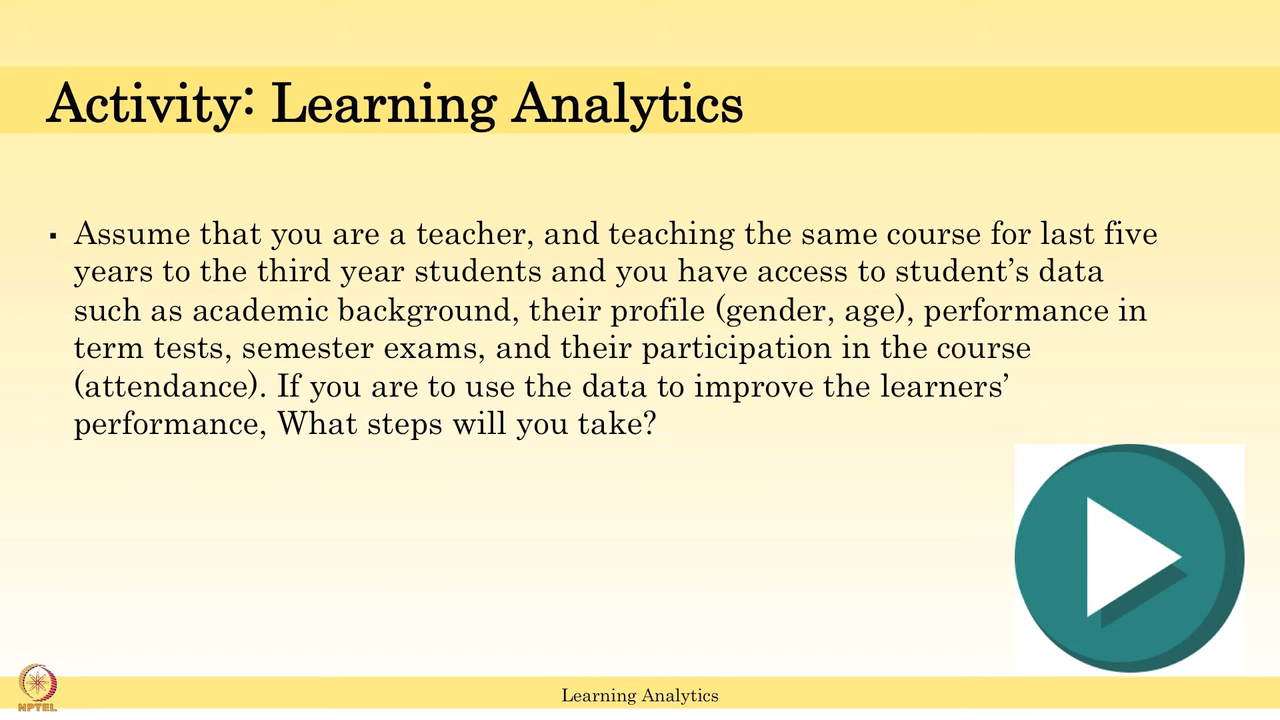 Activity: Learning Analytics
▪ Assume that you are a teacher, and teaching the same course for last five
years to the third year students and you have access to student’s data
such as academic background, their profile (gender, age), performance in
term tests, semester exams, and their participation in the course
(attendance). If you are to use the data to improve the learners’
performance, What steps will you take?
NPTEL
Learning Analytics